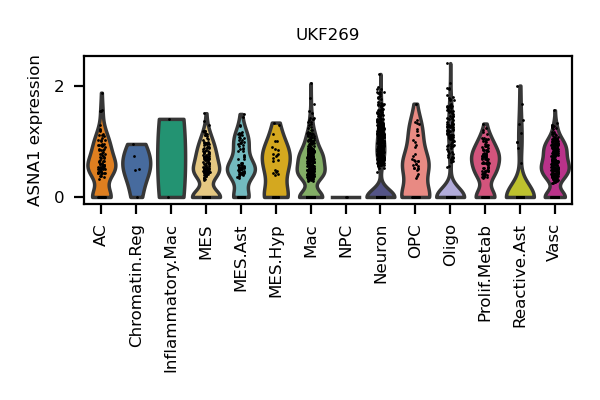 UKF269
ASNA1 expression
2
0
AC
Chromatin.Reg
Inflammatory.Mac
MES
MES.Ast
MES.Hyp
Mac
NPC
Neuron
OPC
Oligo
Prolif.Metab
Reactive.Ast
Vasc